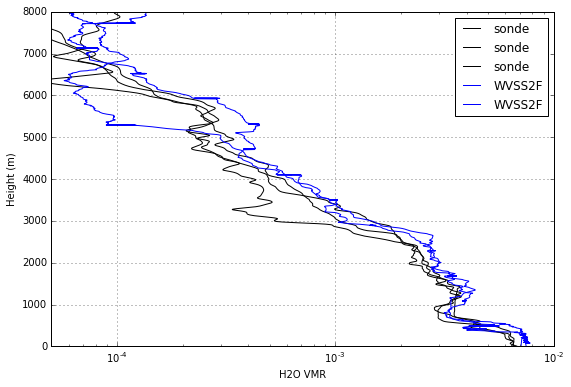 8000
7000
6000
5000
4000
3000
2000
1000
0
Height (m)
sonde
sonde
sonde
WVSS2F
WVSS2F
10⁻⁴
10⁻³
10⁻²
H2O VMR